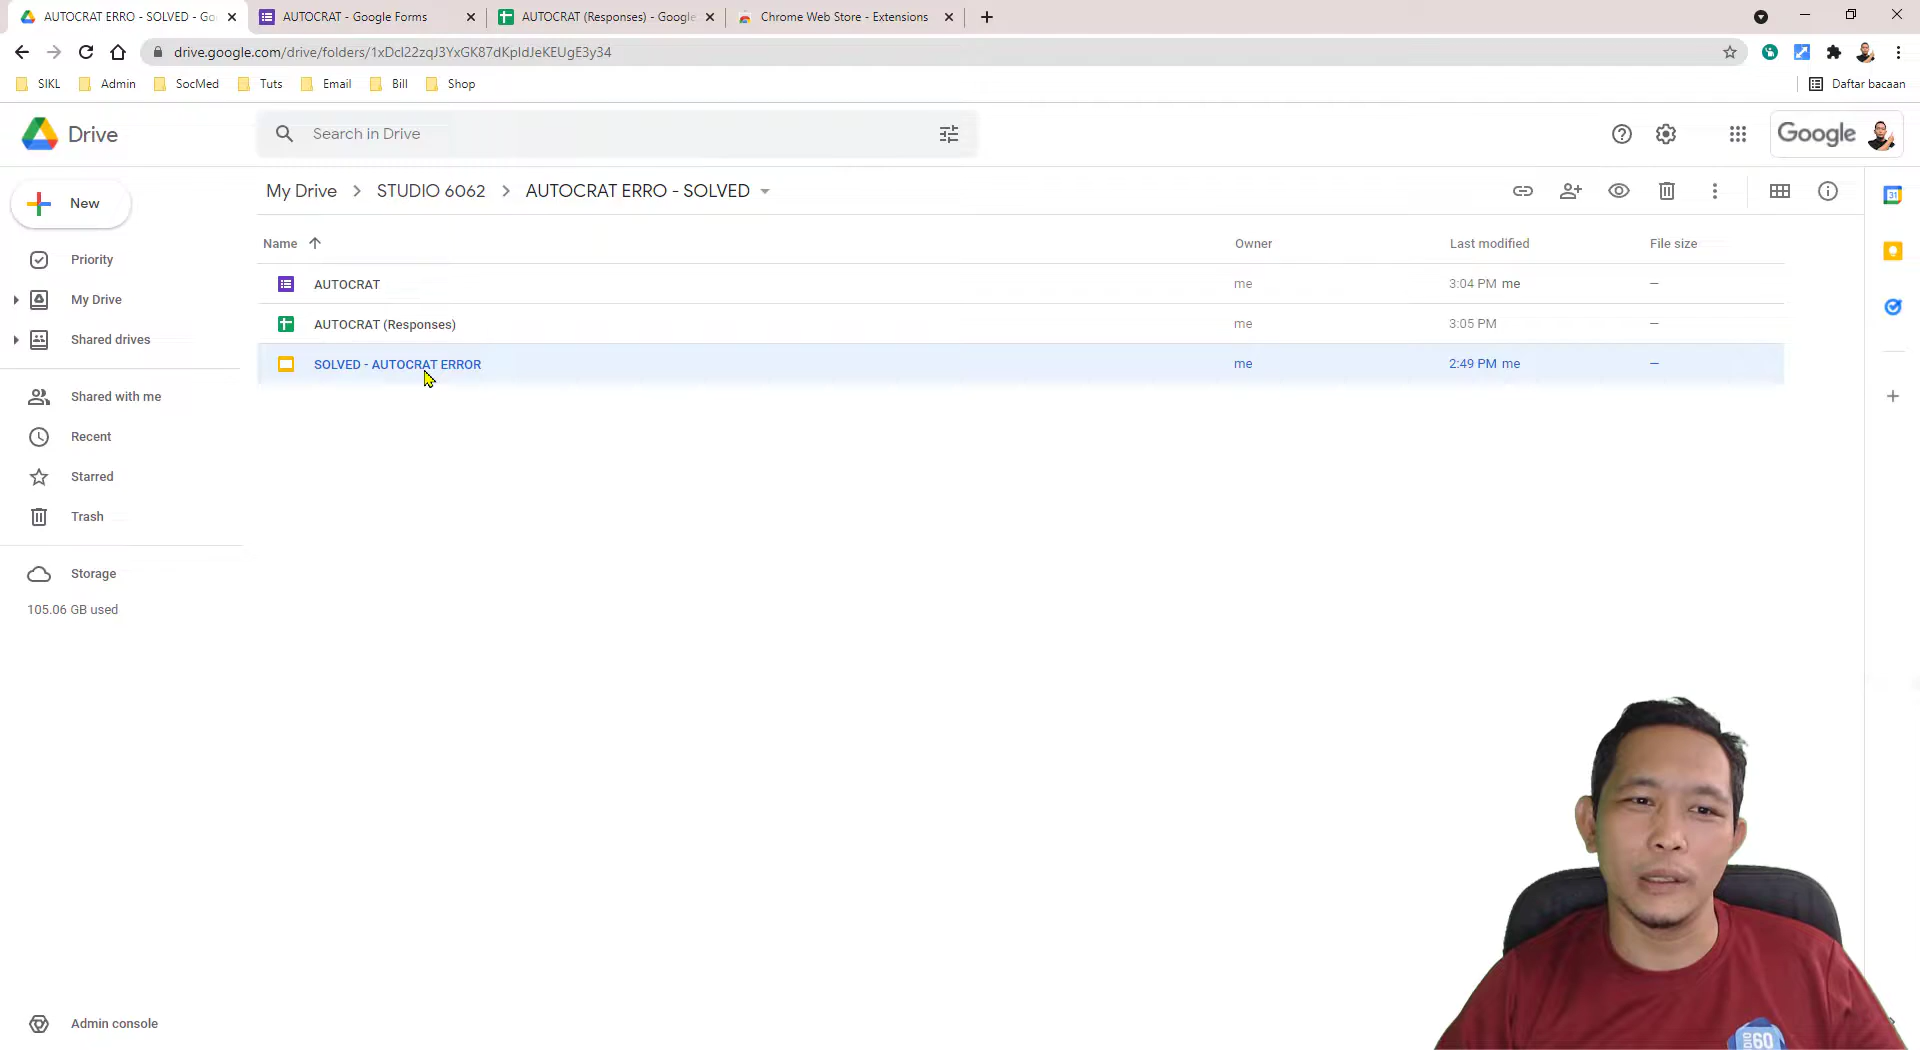 AUTOCRAT ERRO - SOLVED - Go
AUTOCRAT - Google Forms
AUTOCRAT (Responses) - Google
Chrome Web Store - Extensions
drive.google.com/drive/folders/1xDcI22zqJ3YxGK87dKpIdJeKEUgE3y34
SIKL
Admin
SocMed
Tuts
Email
Bill
Shop
Daftar bacaan
Drive
Search in Drive
Google
New
My Drive
STUDIO 6062
AUTOCRAT ERRO - SOLVED
31
Name
Owner
Last modified
File size
Priority
AUTOCRAT
me
3:04 PM me
–
My Drive
AUTOCRAT (Responses)
me
3:05 PM
–
Shared drives
SOLVED - AUTOCRAT ERROR
me
2:49 PM me
–
Shared with me
Recent
Starred
Trash
Storage
105.06 GB used
Admin console